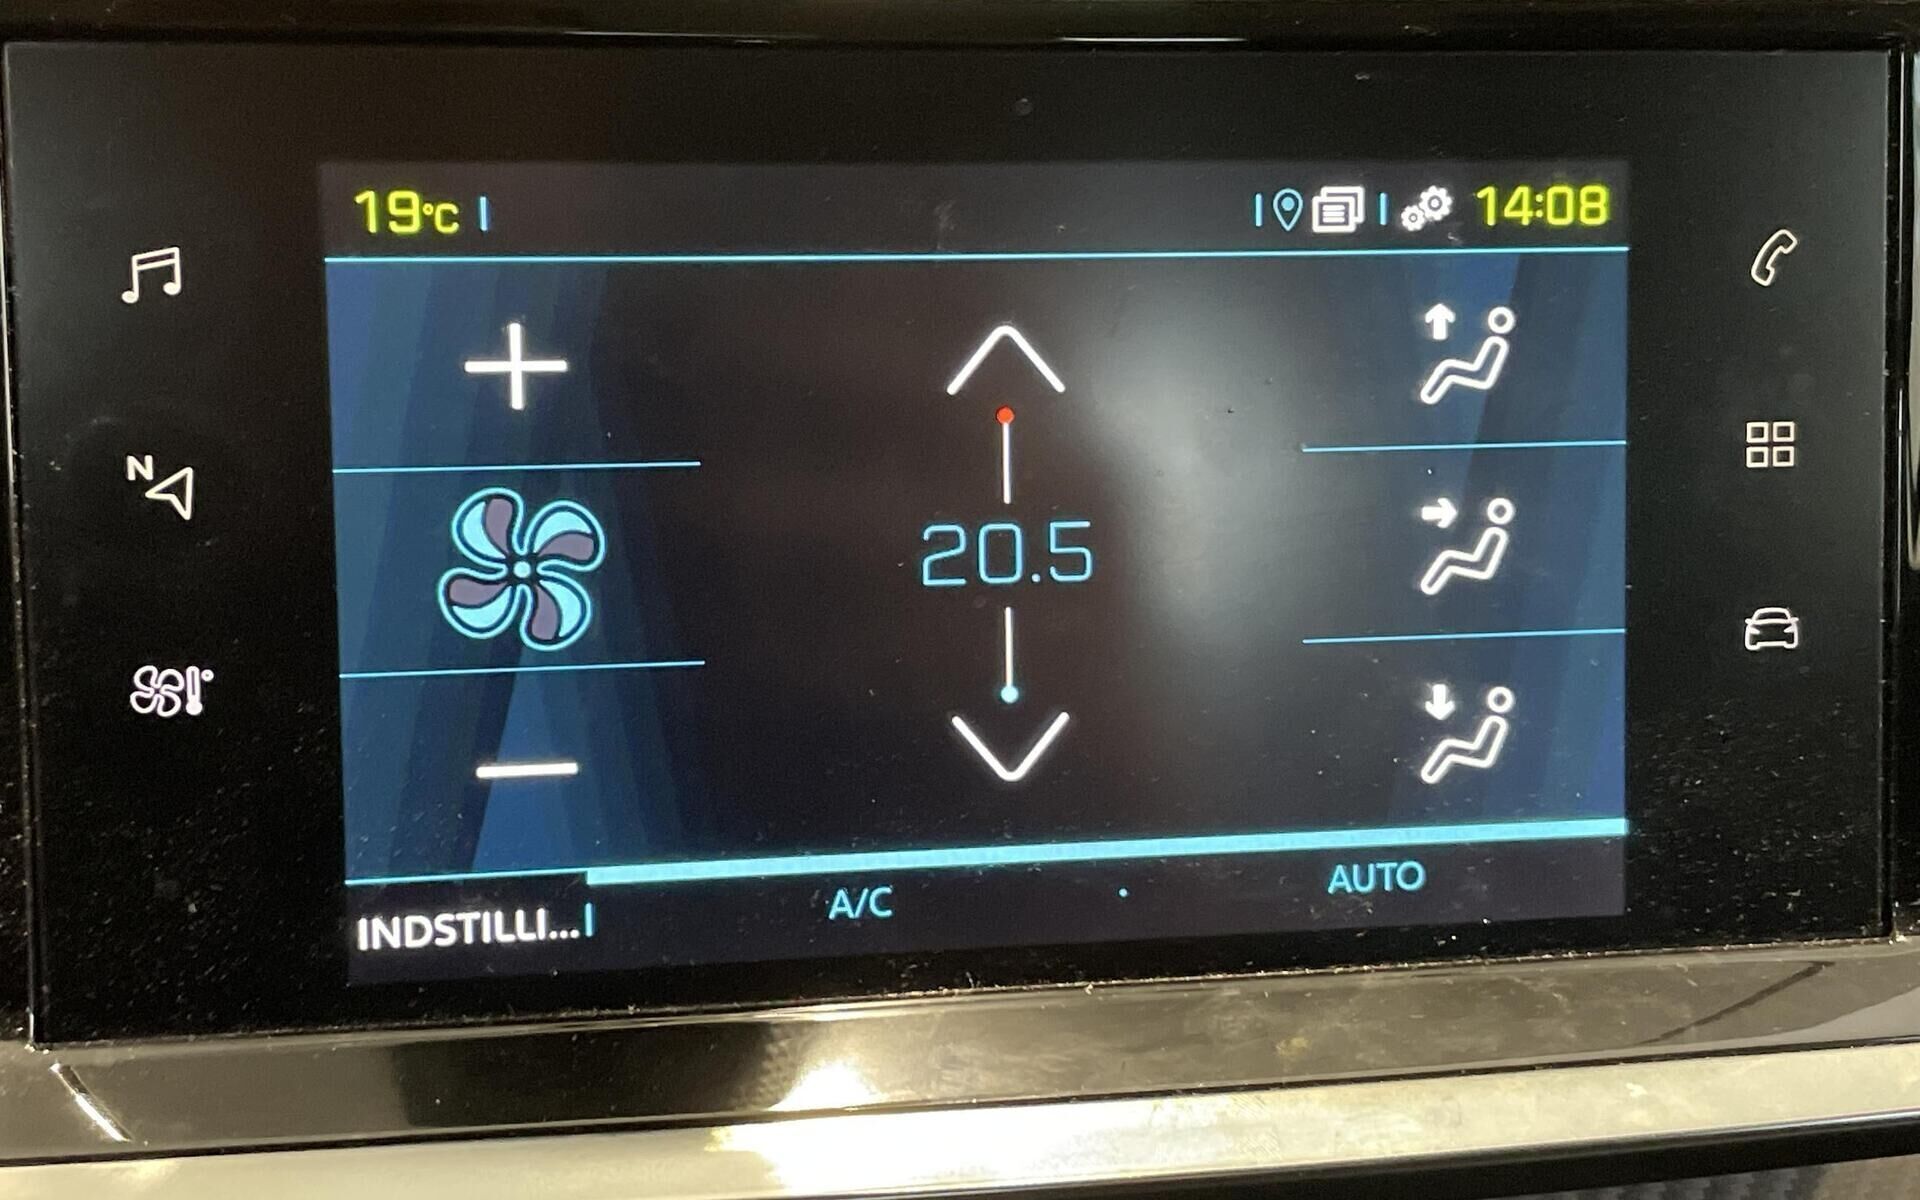 19°C
14:08
N
20.5
A/C
AUTO
INDSTILLI...